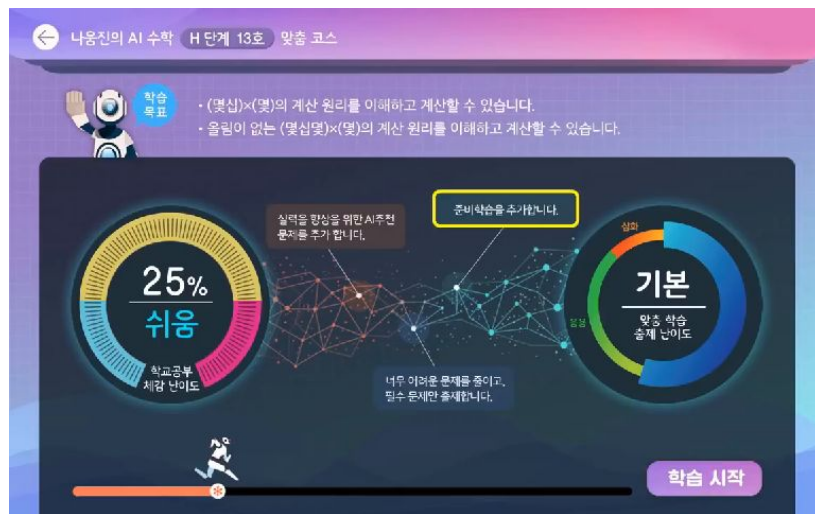 나웅진의 AI 수학 H단계 13호 맞춤 코스
학습
목표
· (몇십)×(몇)의 계산 원리를 이해하고 계산할 수 있습니다.
· 올림이 없는 (몇십몇)×(몇)의 계산 원리를 이해하고 계산할 수 있습니다.
실력을 향상을 위한 AI추천
문제를 추가 합니다.
준비학습을 추가합니다.
25%
쉬움
학교공부
체감 난이도
심화
기본
맞춤 학습
출제 난이도
너무 어려운 문제를 줄이고,
필수 문제만 출제합니다.
학습 시작